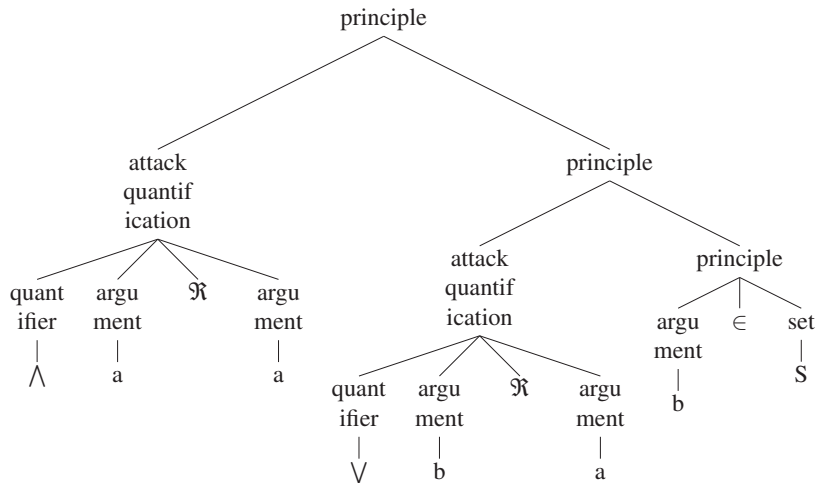 principle
attack
quantif
ication
principle
quant
ifier
⋀
argu
ment
a
ℜ
argu
ment
a
attack
quantif
ication
principle
quant
ifier
⋁
argu
ment
b
ℜ
argu
ment
a
argu
ment
b
∈
set
S